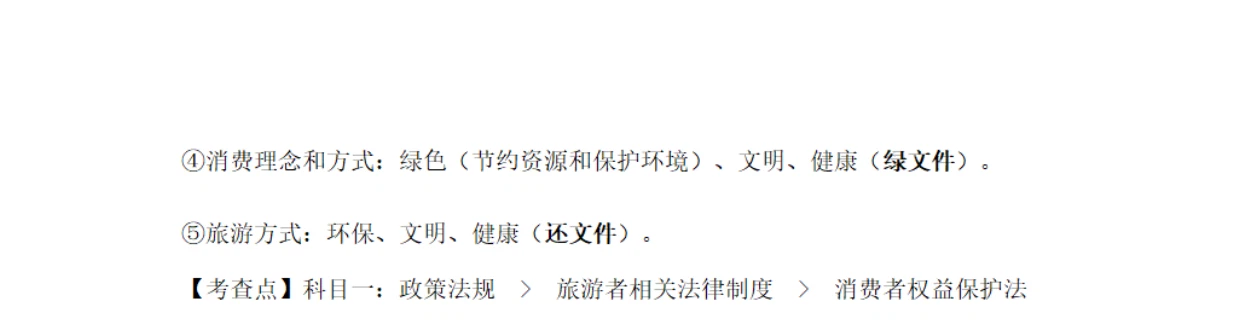 ④消费理念和方式：绿色（节约资源和保护环境）、文明、健康（绿文件）。
⑤旅游方式：环保、文明、健康（还文件）。
【考查点】科目一：政策法规 > 旅游者相关法律制度 > 消费者权益保护法